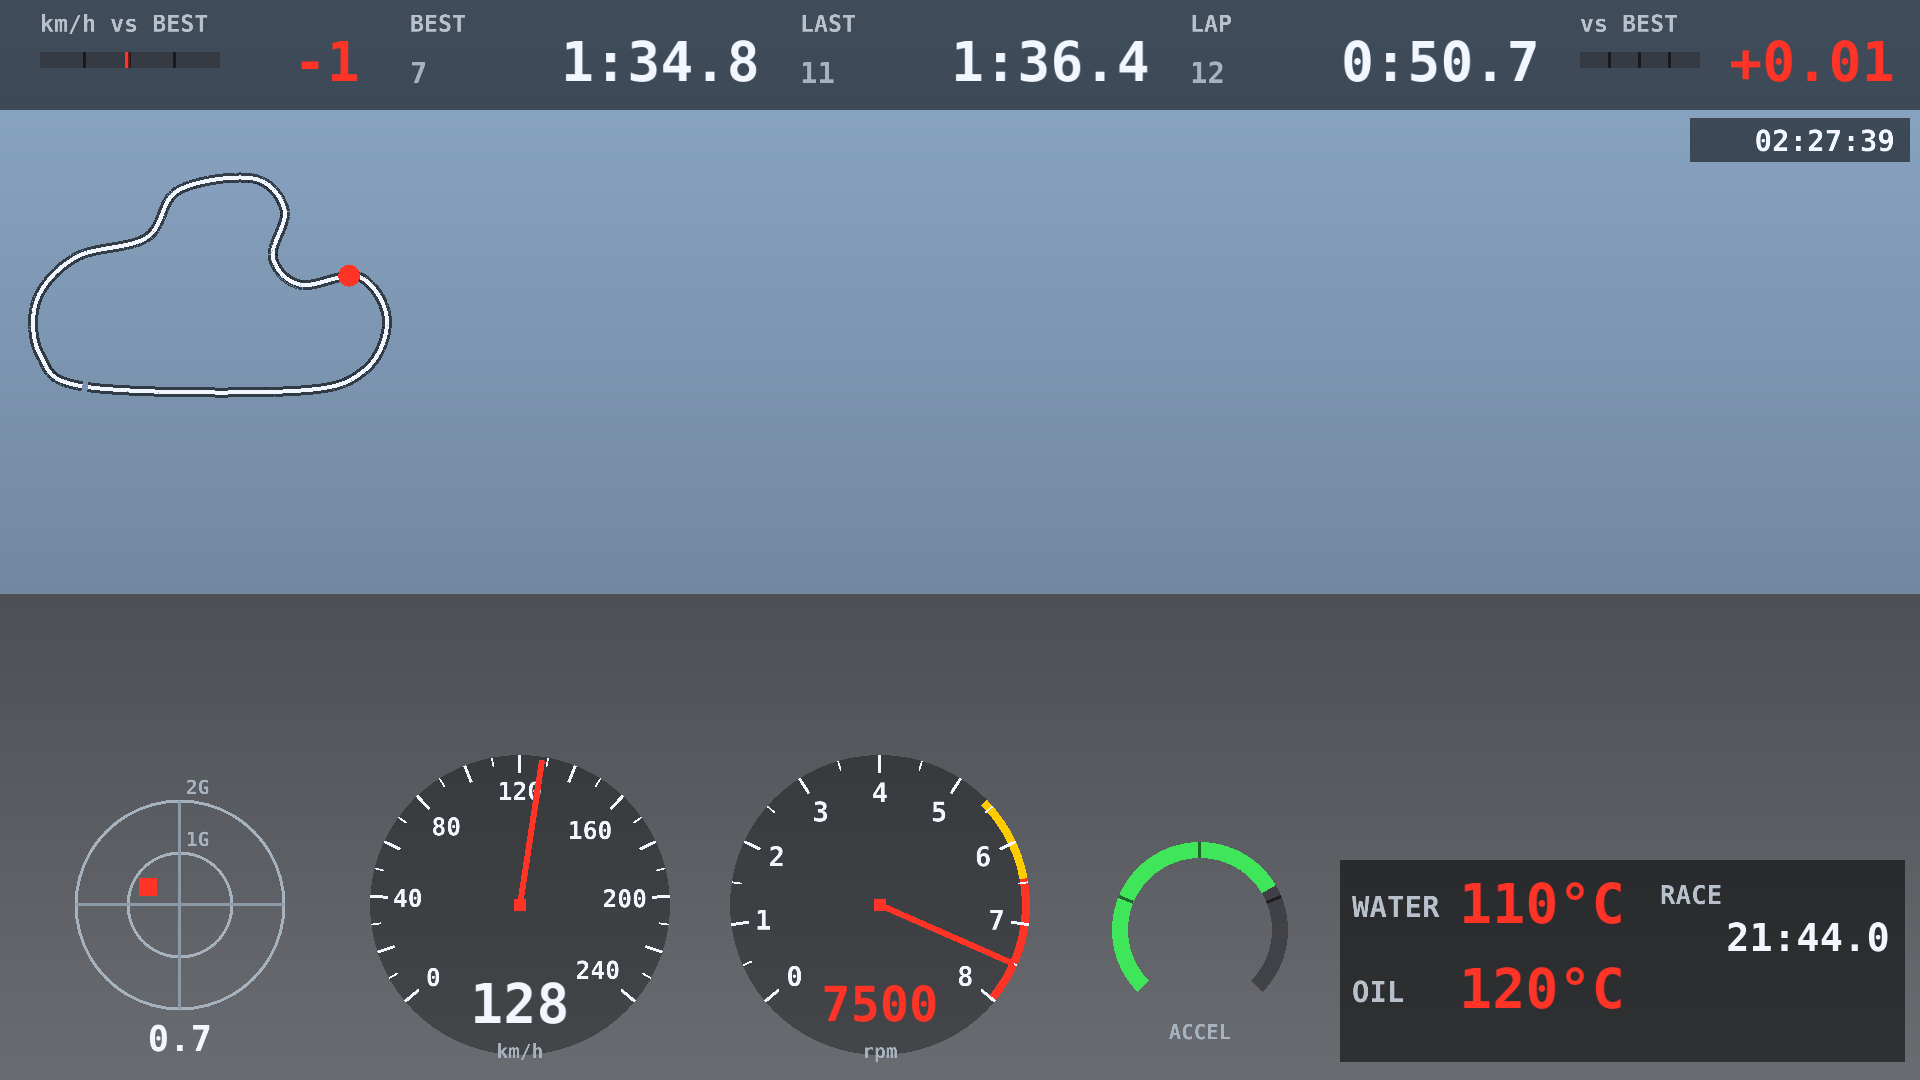 km/h vs BEST
-1
BEST
7
1:34.8
LAST
11
1:36.4
LAP
12
0:50.7
vs BEST
+0.01
02:27:39
2G
1G
0.7
0
40
80
120
160
200
240
128
km/h
0
1
2
3
4
5
6
7
8
7500
rpm
ACCEL
WATER 110°C
OIL 120°C
RACE
21:44.0